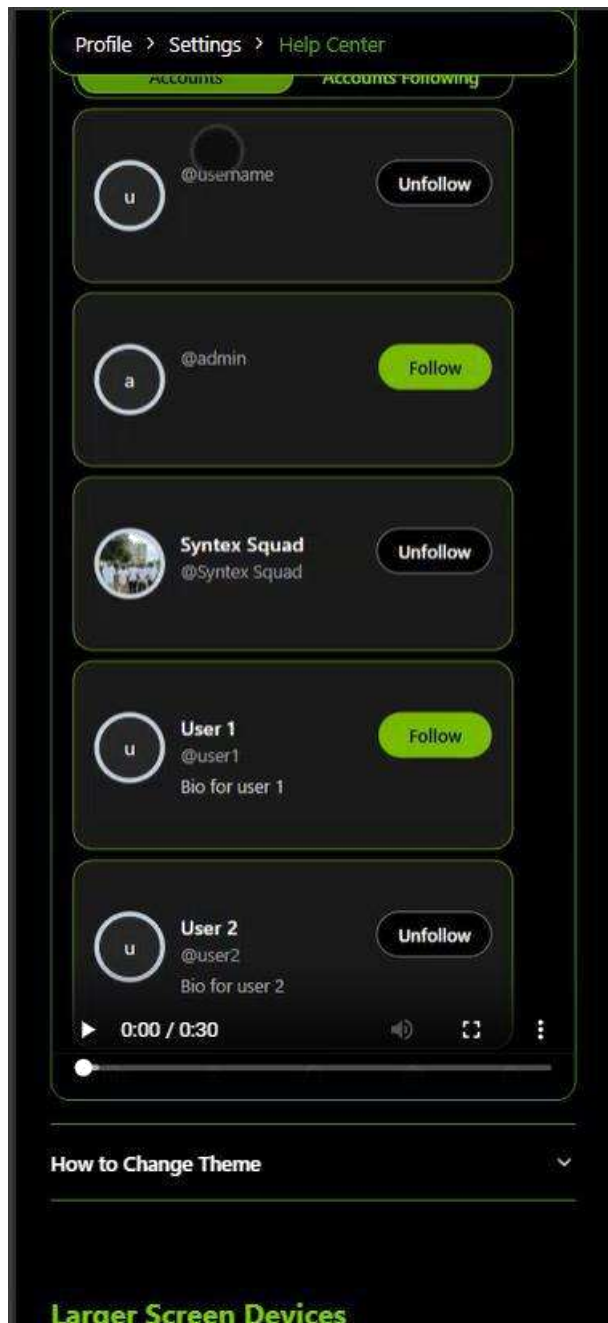 Profile > Settings > Help Center
Accounts Accounts Following
@username
u
Unfollow
@admin
a
Follow
Syntex Squad
@Syntex Squad
Unfollow
User 1
u
@user1
Bio for user 1
Follow
User 2
u
@user2
Bio for user 2
Unfollow
0:00 / 0:30
How to Change Theme
Larger Screen Devices